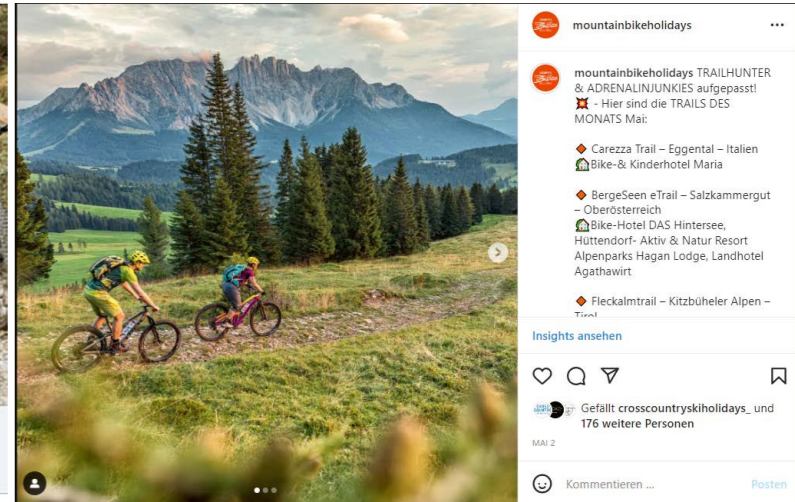 mountainbikeholidays
mountainbikeholidays TRAILHUNTER
& ADRENALINJUNKIES aufgepasst!
💥 - Hier sind die TRAILS DES
MONATS Mai:
🔶 Carezza Trail – Eggental – Italien
🏡Bike-& Kinderhotel Maria
🔶 BergeSeen eTrail – Salzkammergut
– Oberösterreich
🏡Bike-Hotel DAS Hintersee,
Hüttendorf- Aktiv & Natur Resort
Alpenparks Hagan Lodge, Landhotel
Agathawirt
🔶 Fleckalmtrail – Kitzbüheler Alpen –
Tirol
Insights ansehen
Gefällt crosscountryskiholidays_ und
176 weitere Personen
MAI 2
Kommentieren ...
Posten